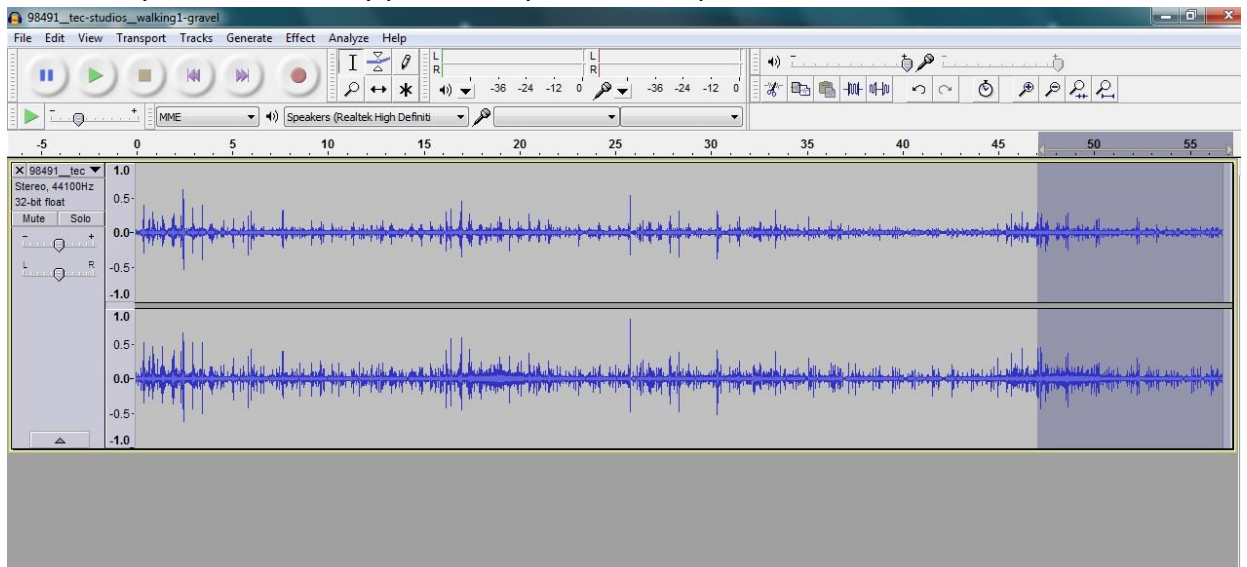 98491__tec-studios__walking1-gravel
File Edit View Transport Tracks Generate Effect Analyze Help
L
R
-36 -24 -12 0
L
R
-36 -24 -12 0
- +
MME
Speakers (Realtek High Definiti
-5 0 5 10 15 20 25 30 35 40 45 50 55
X 98491__tec
Stereo, 44100Hz
32-bit float
Mute Solo
- +
L R
1.0
0.5-
0.0-
-0.5-
-1.0
1.0
0.5-
0.0-
-0.5-
-1.0